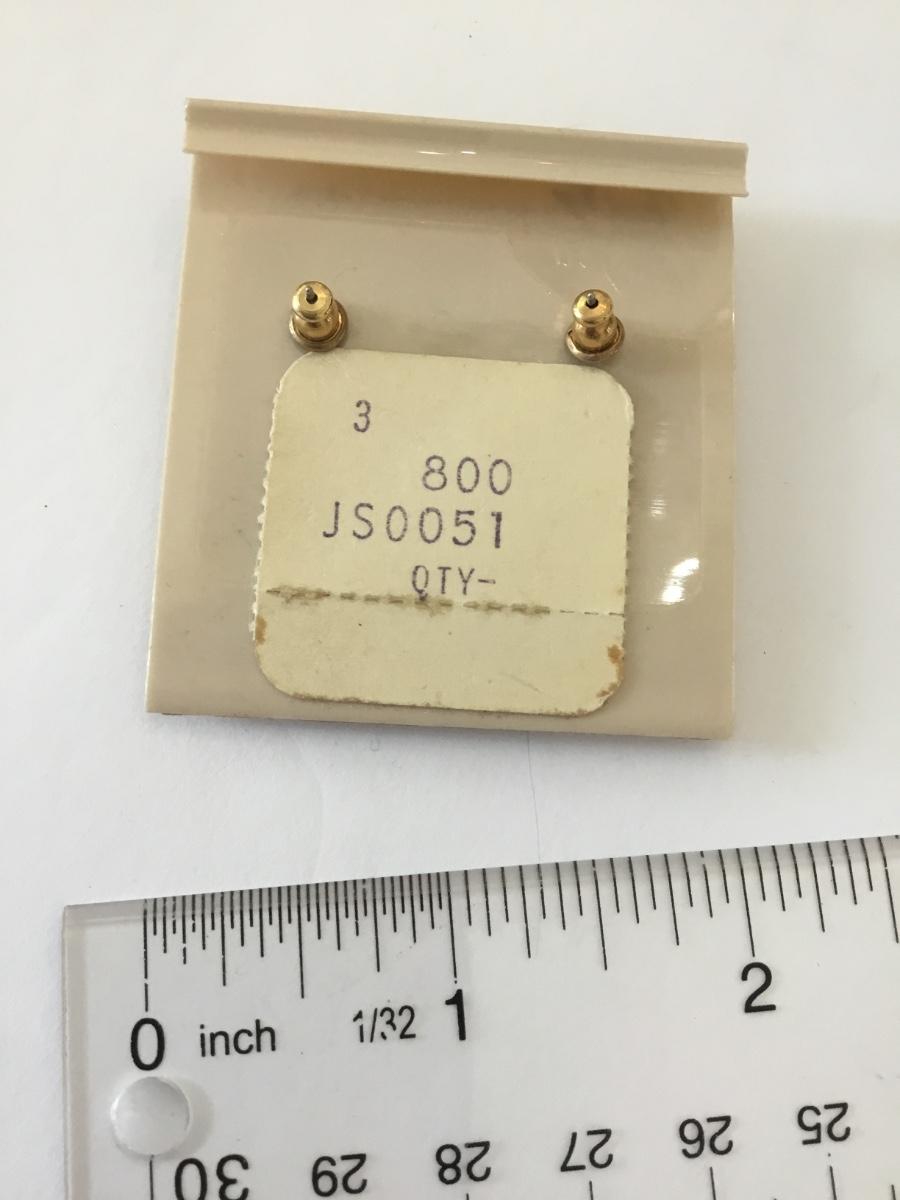 3
800
JS0051
QTY-
0 inch 1/32 1 2
30 29 28 27 26 25